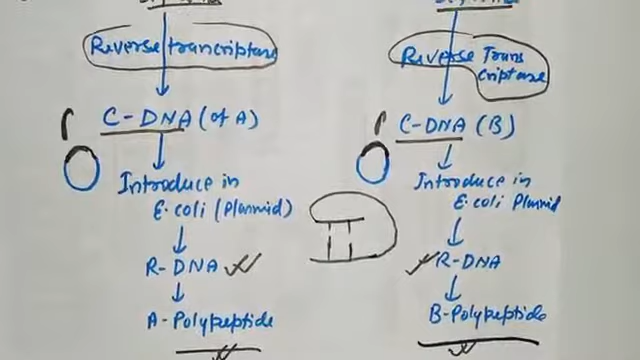 Reverse transcriptase
C-DNA (of A)
Introduce in
E. coli (Plasmid)
R-DNA
A-Polypeptide
Reverse Trans
criptase
C-DNA (B)
Introduce in
E. coli Plasmid
R-DNA
B-Polypeptide